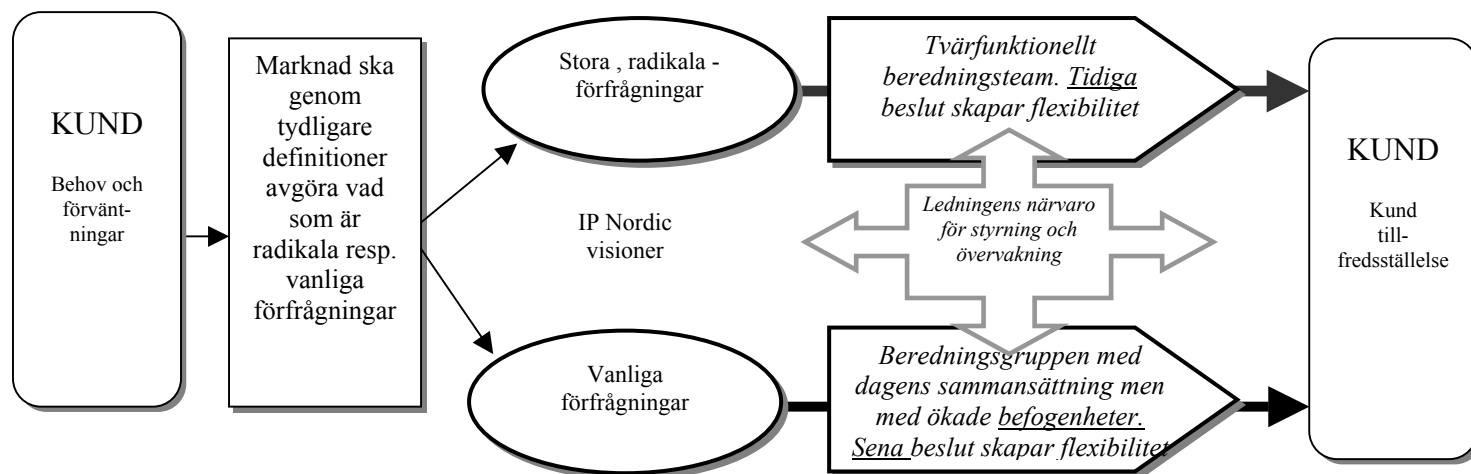 KUND
Behov och
förvänt-
ningar
Marknad ska
genom
tydligare
definitioner
avgöra vad
som är
radikala resp.
vanliga
förfrågningar
Stora , radikala -
förfrågningar
IP Nordic
visioner
Vanliga
förfrågningar
Tvärfunktionellt
beredningsteam. Tidiga
beslut skapar flexibilitet
Ledningens närvaro
för styrning och
övervakning
Beredningsgruppen med
dagens sammansättning men
med ökade befogenheter.
Sena beslut skapar flexibilitet
KUND
Kund
till-
fredsställelse